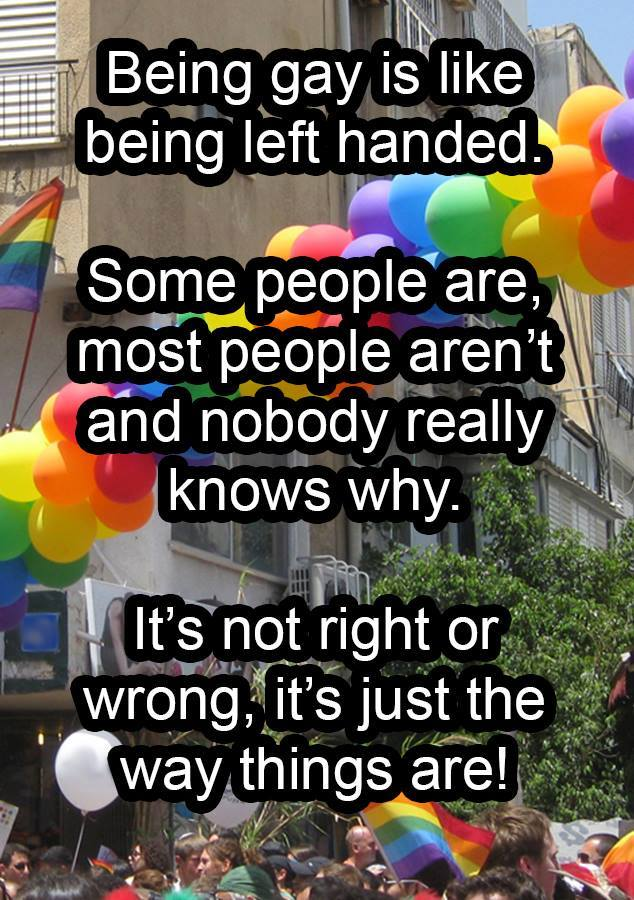 Being gay is like
being left handed.
Some people are,
most people aren’t
and nobody really
knows why.
It’s not right or
wrong, it’s just the
way things are!